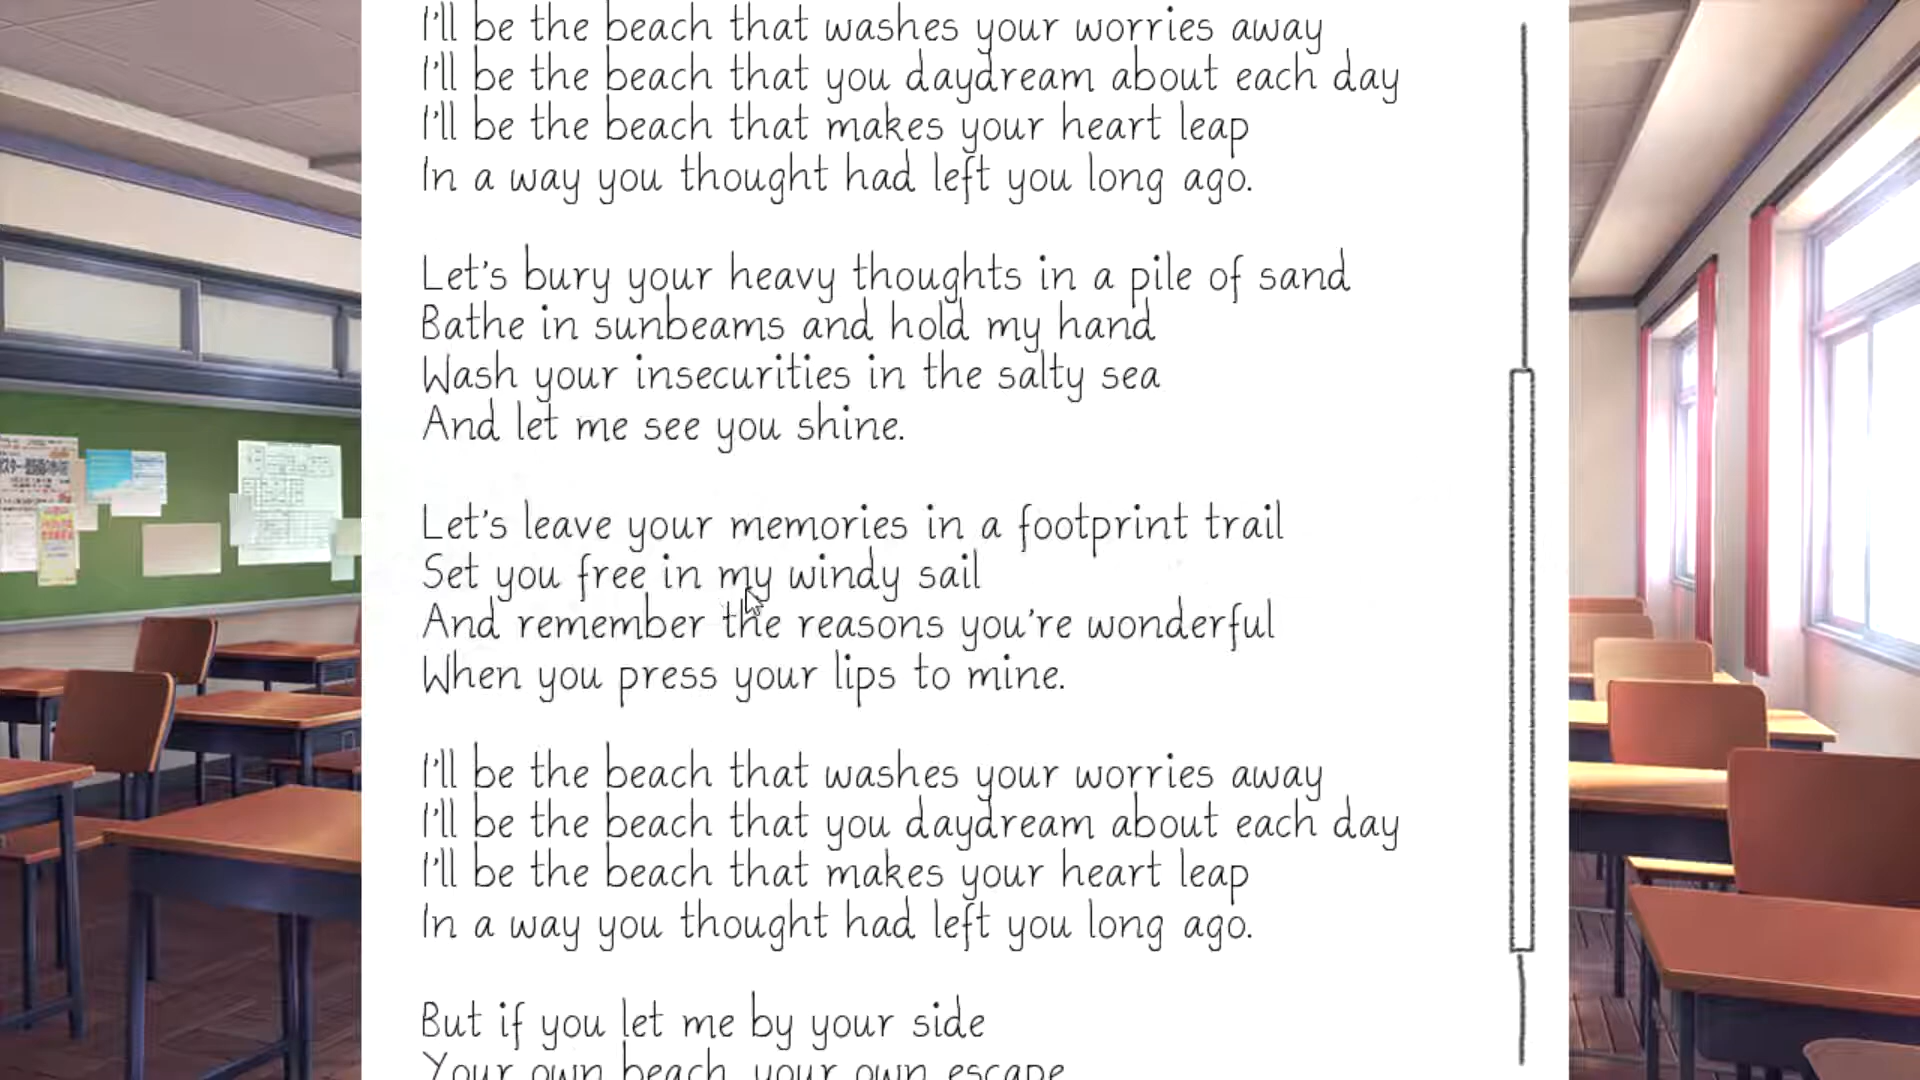 I'll be the beach that washes your worries away
I'll be the beach that you daydream about each day
I'll be the beach that makes your heart leap
In a way you thought had left you long ago.
Let's bury your heavy thoughts in a pile of sand
Bathe in sunbeams and hold my hand
Wash your insecurities in the salty sea
And let me see you shine.
Let's leave your memories in a footprint trail
Set you free in my windy sail
And remember the reasons you're wonderful
When you press your lips to mine.
I'll be the beach that washes your worries away
I'll be the beach that you daydream about each day
I'll be the beach that makes your heart leap
In a way you thought had left you long ago.
But if you let me by your side
Your own beach, your own escape